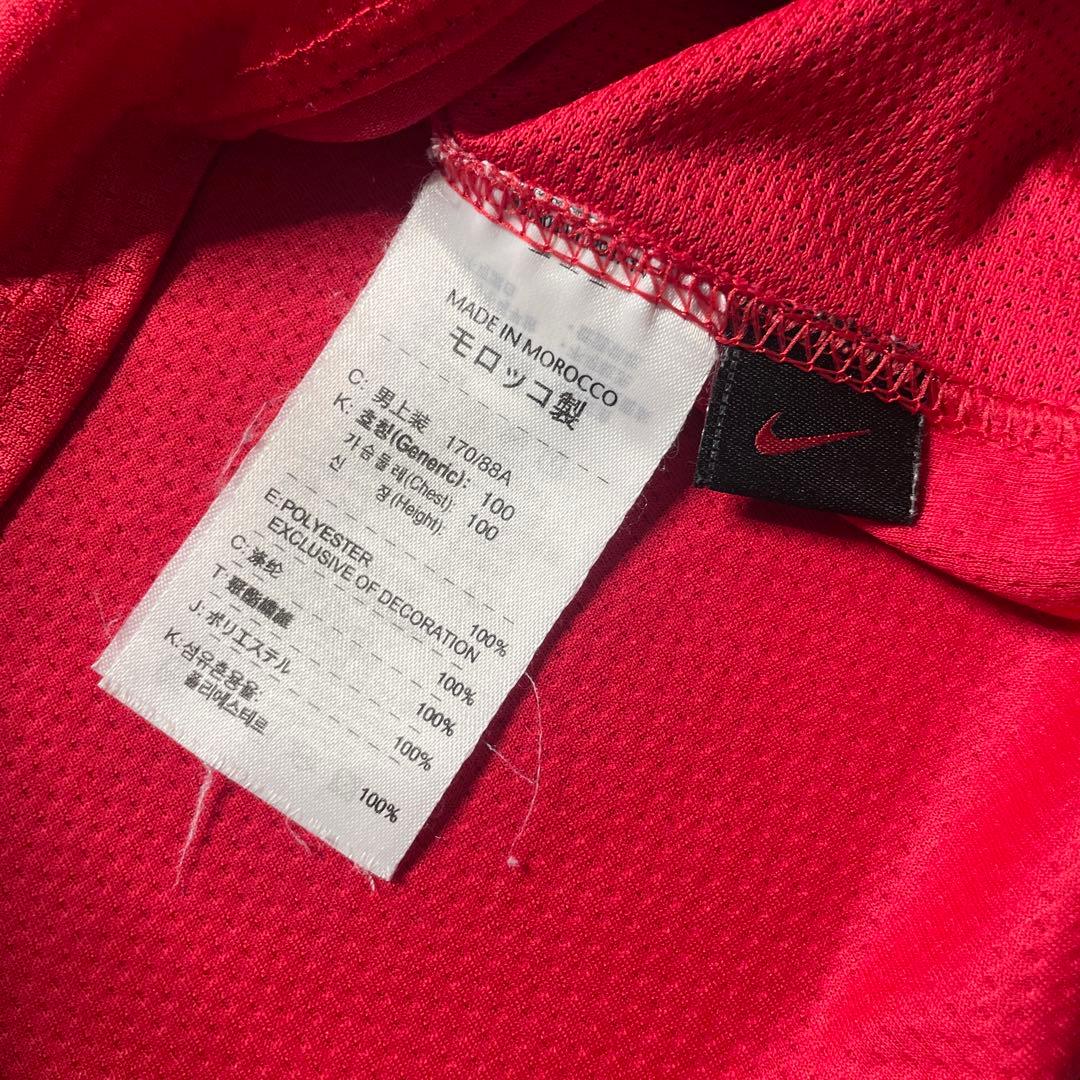 MADE IN MOROCCO
モロッコ製
C: 男上装 170/88A
K: 호칭(Generic): 100
가슴둘레(Chest): 100
신 장(Height):
E: POLYESTER 100%
EXCLUSIVE OF DECORATION
C: 涤纶 100%
T: 100%
J: ポリエステル 100%
K: 섬유혼용율
폴리에스테르 100%